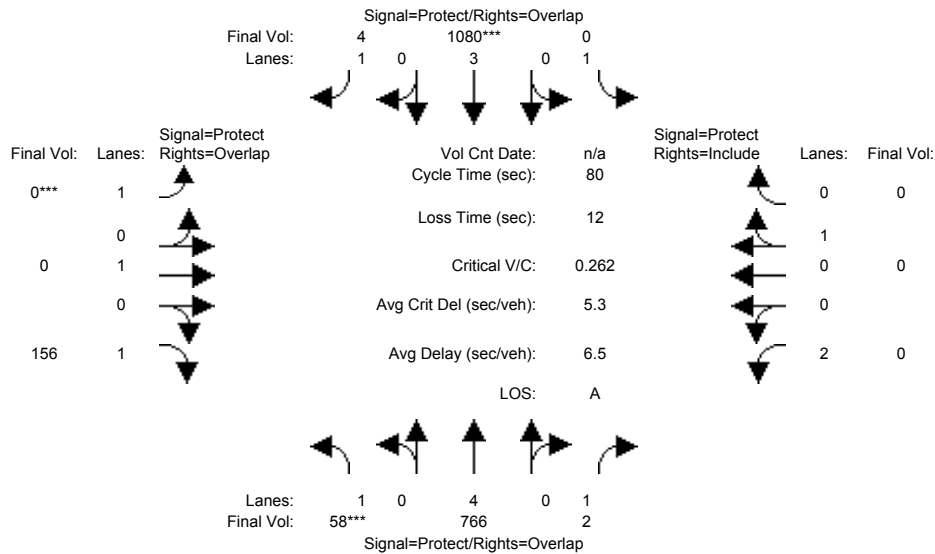 Signal=Protect/Rights=Overlap
Final Vol: 4 1080*** 0
Lanes: 1 0 3 0 1
Signal=Protect
Rights=Overlap
Signal=Protect
Rights=Include
Final Vol: Lanes:
Vol Cnt Date: n/a
Lanes: Final Vol:
Cycle Time (sec): 80
0*** 1
0 0
Loss Time (sec): 12
0
1
0 1
Critical V/C: 0.262
0 0
0
Avg Crit Del (sec/veh): 5.3
0
156 1
Avg Delay (sec/veh): 6.5
2 0
LOS: A
Lanes: 1 0 4 0 1
Final Vol: 58*** 766 2
Signal=Protect/Rights=Overlap